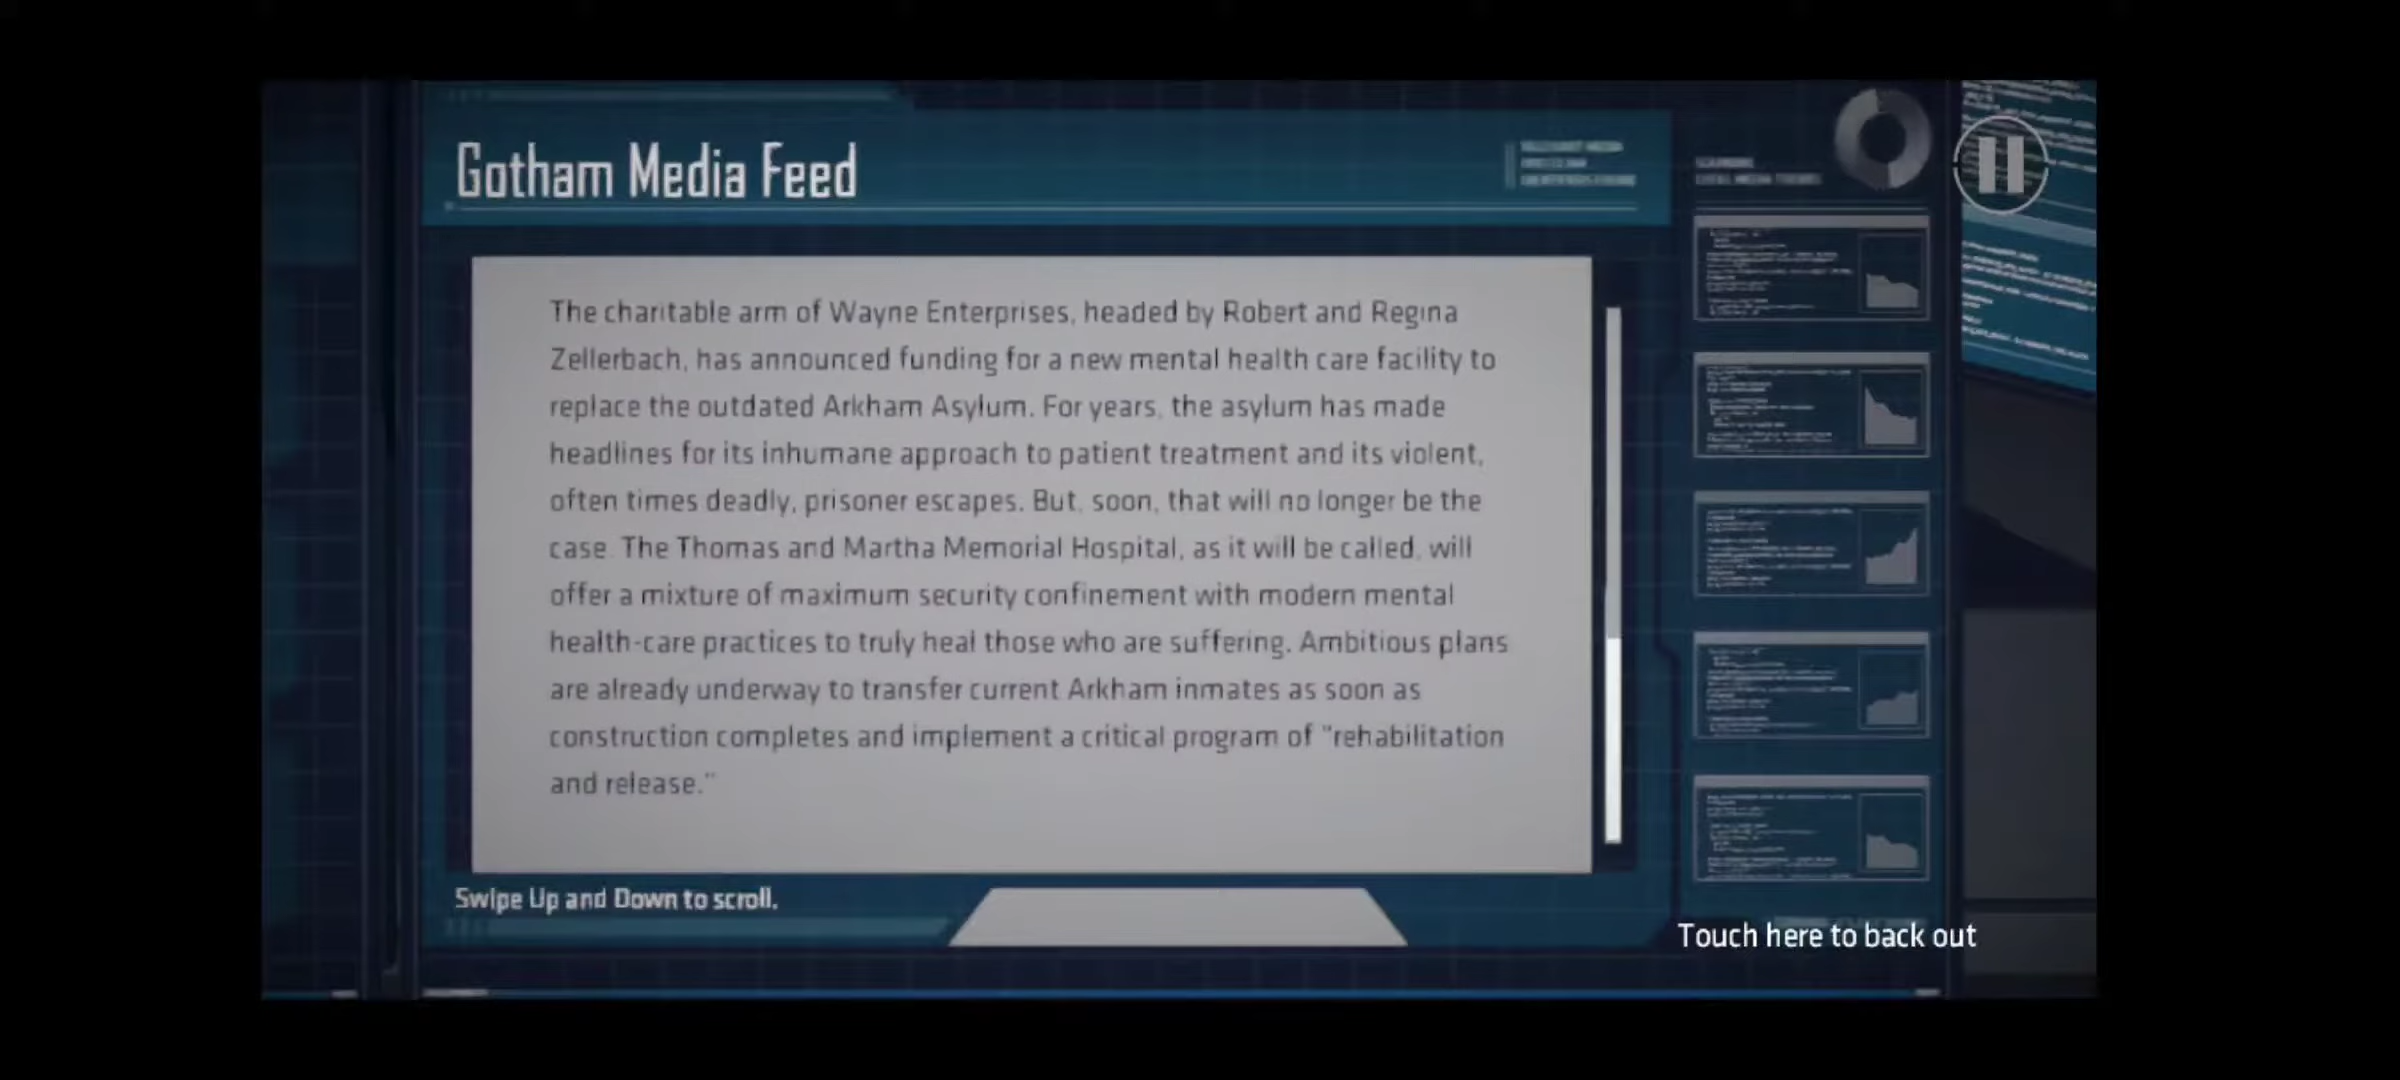 Gotham Media Feed
The charitable arm of Wayne Enterprises, headed by Robert and Regina
Zellerbach, has announced funding for a new mental health care facility to
replace the outdated Arkham Asylum. For years, the asylum has made
headlines for its inhumane approach to patient treatment and its violent,
often times deadly, prisoner escapes. But, soon, that will no longer be the
case. The Thomas and Martha Memorial Hospital, as it will be called, will
offer a mixture of maximum security confinement with modern mental
health-care practices to truly heal those who are suffering. Ambitious plans
are already underway to transfer current Arkham inmates as soon as
construction completes and implement a critical program of "rehabilitation
and release."
Swipe Up and Down to scroll.
Touch here to back out